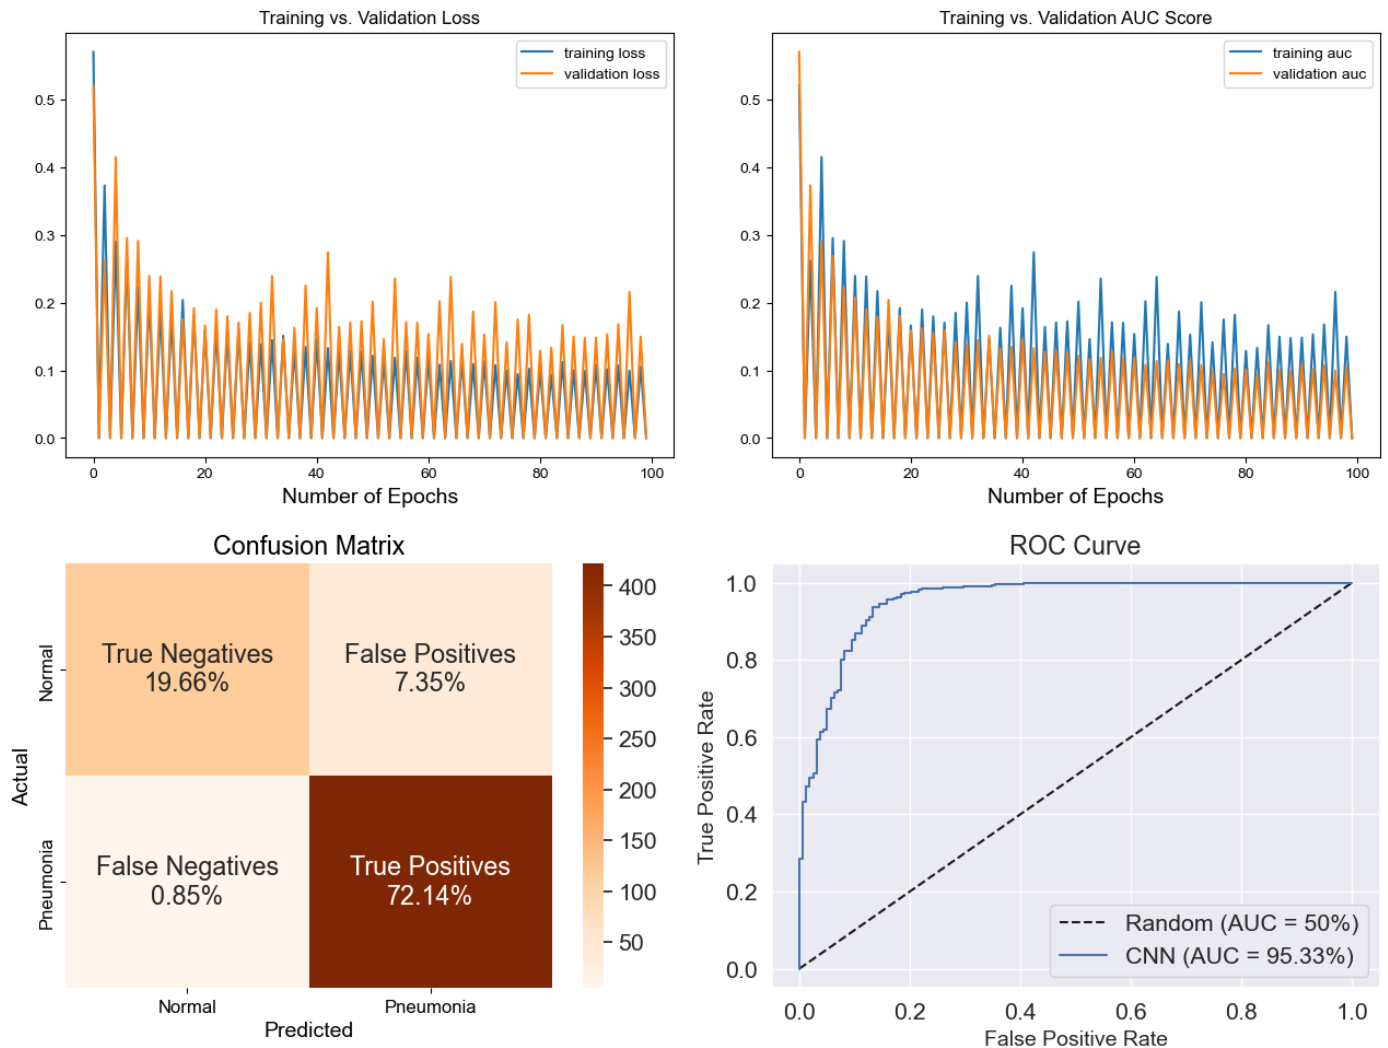 Training vs. Validation Loss
training loss
validation loss
0.5
0.4
0.3
0.2
0.1
0.0
0
20
40
60
80
100
Number of Epochs
Training vs. Validation AUC Score
training auc
validation auc
0.5
0.4
0.3
0.2
0.1
0.0
0
20
40
60
80
100
Number of Epochs
Confusion Matrix
Actual
Normal
Pneumonia
True Negatives
19.66%
False Positives
7.35%
False Negatives
0.85%
True Positives
72.14%
Normal
Pneumonia
Predicted
400
350
300
250
200
150
100
50
ROC Curve
True Positive Rate
1.0
0.8
0.6
0.4
0.2
0.0
Random (AUC = 50%)
CNN (AUC = 95.33%)
0.0
0.2
0.4
0.6
0.8
1.0
False Positive Rate